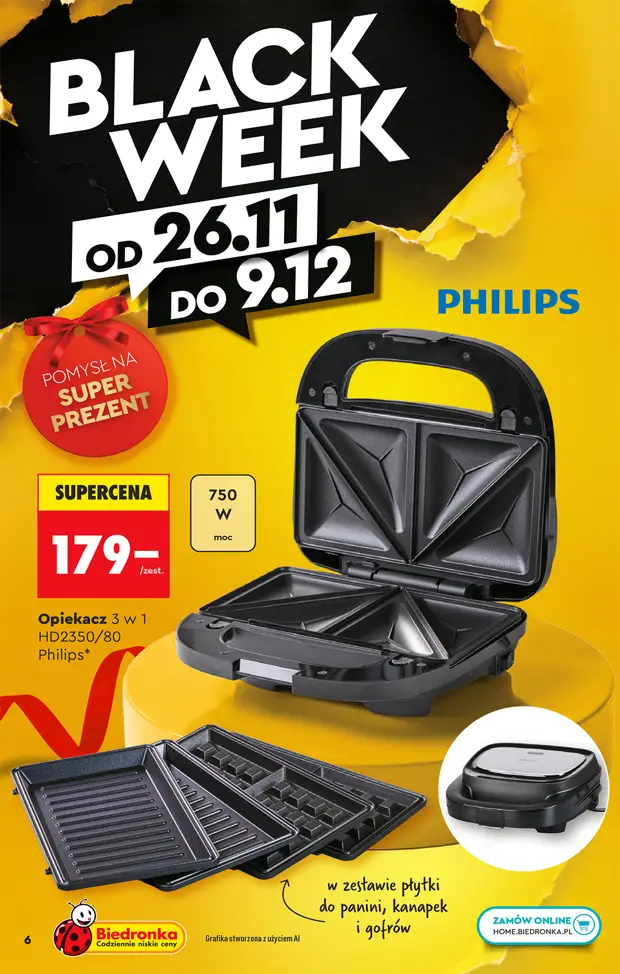 BLACK
WEEK
OD 26.11
DO 9.12
PHILIPS
POMYSŁ NA
SUPER
PREZENT
SUPERCENA
179–
/zest.
750
W
moc
Opiekacz 3 w 1
HD2350/80
Philips*
w zestawie płytki
do panini, kanapek
i gofrów
6
Biedronka
Codziennie niskie ceny
Grafika stworzona z użyciem AI
ZAMÓW ONLINE
HOME.BIEDRONKA.PL